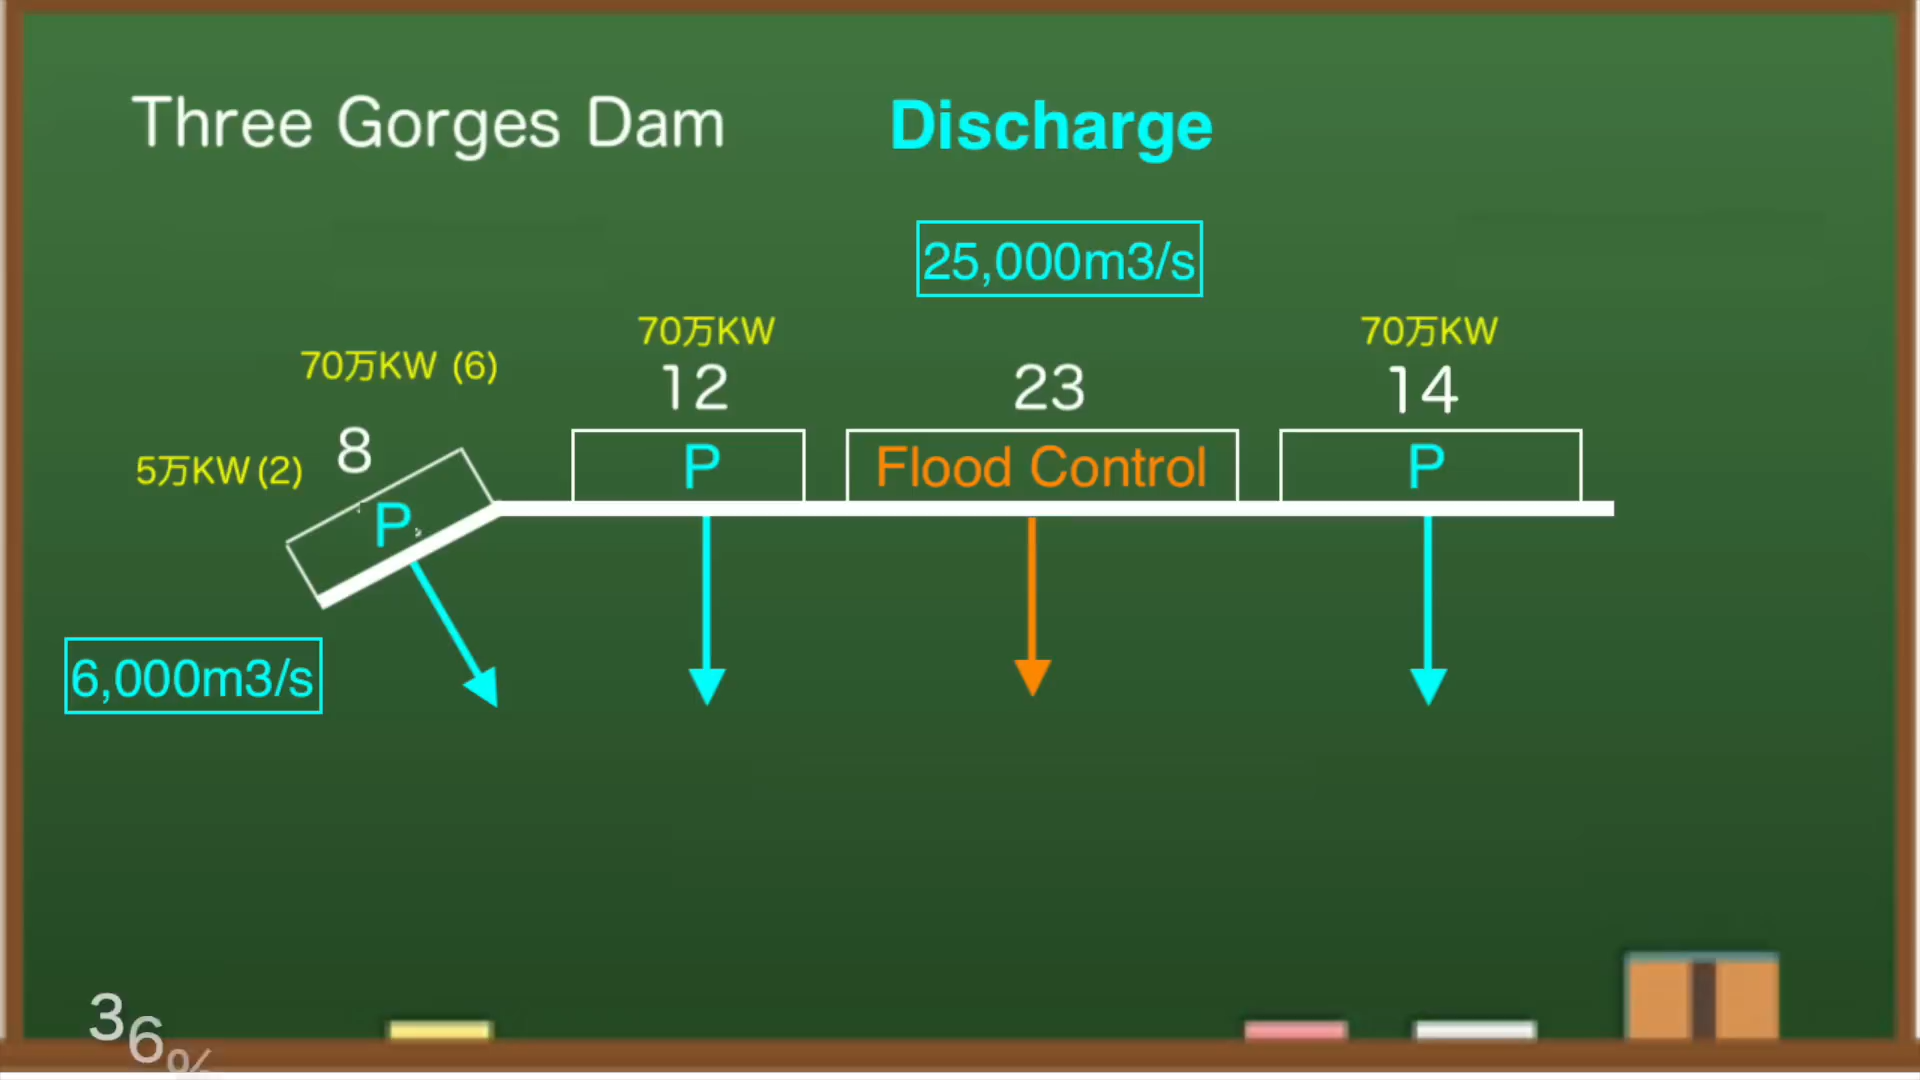 Three Gorges Dam
Discharge
25,000m3/s
70万KW
70万KW
70万KW (6)
12
23
14
8
5万KW (2)
P
Flood Control
P
P
6,000m3/s
36%